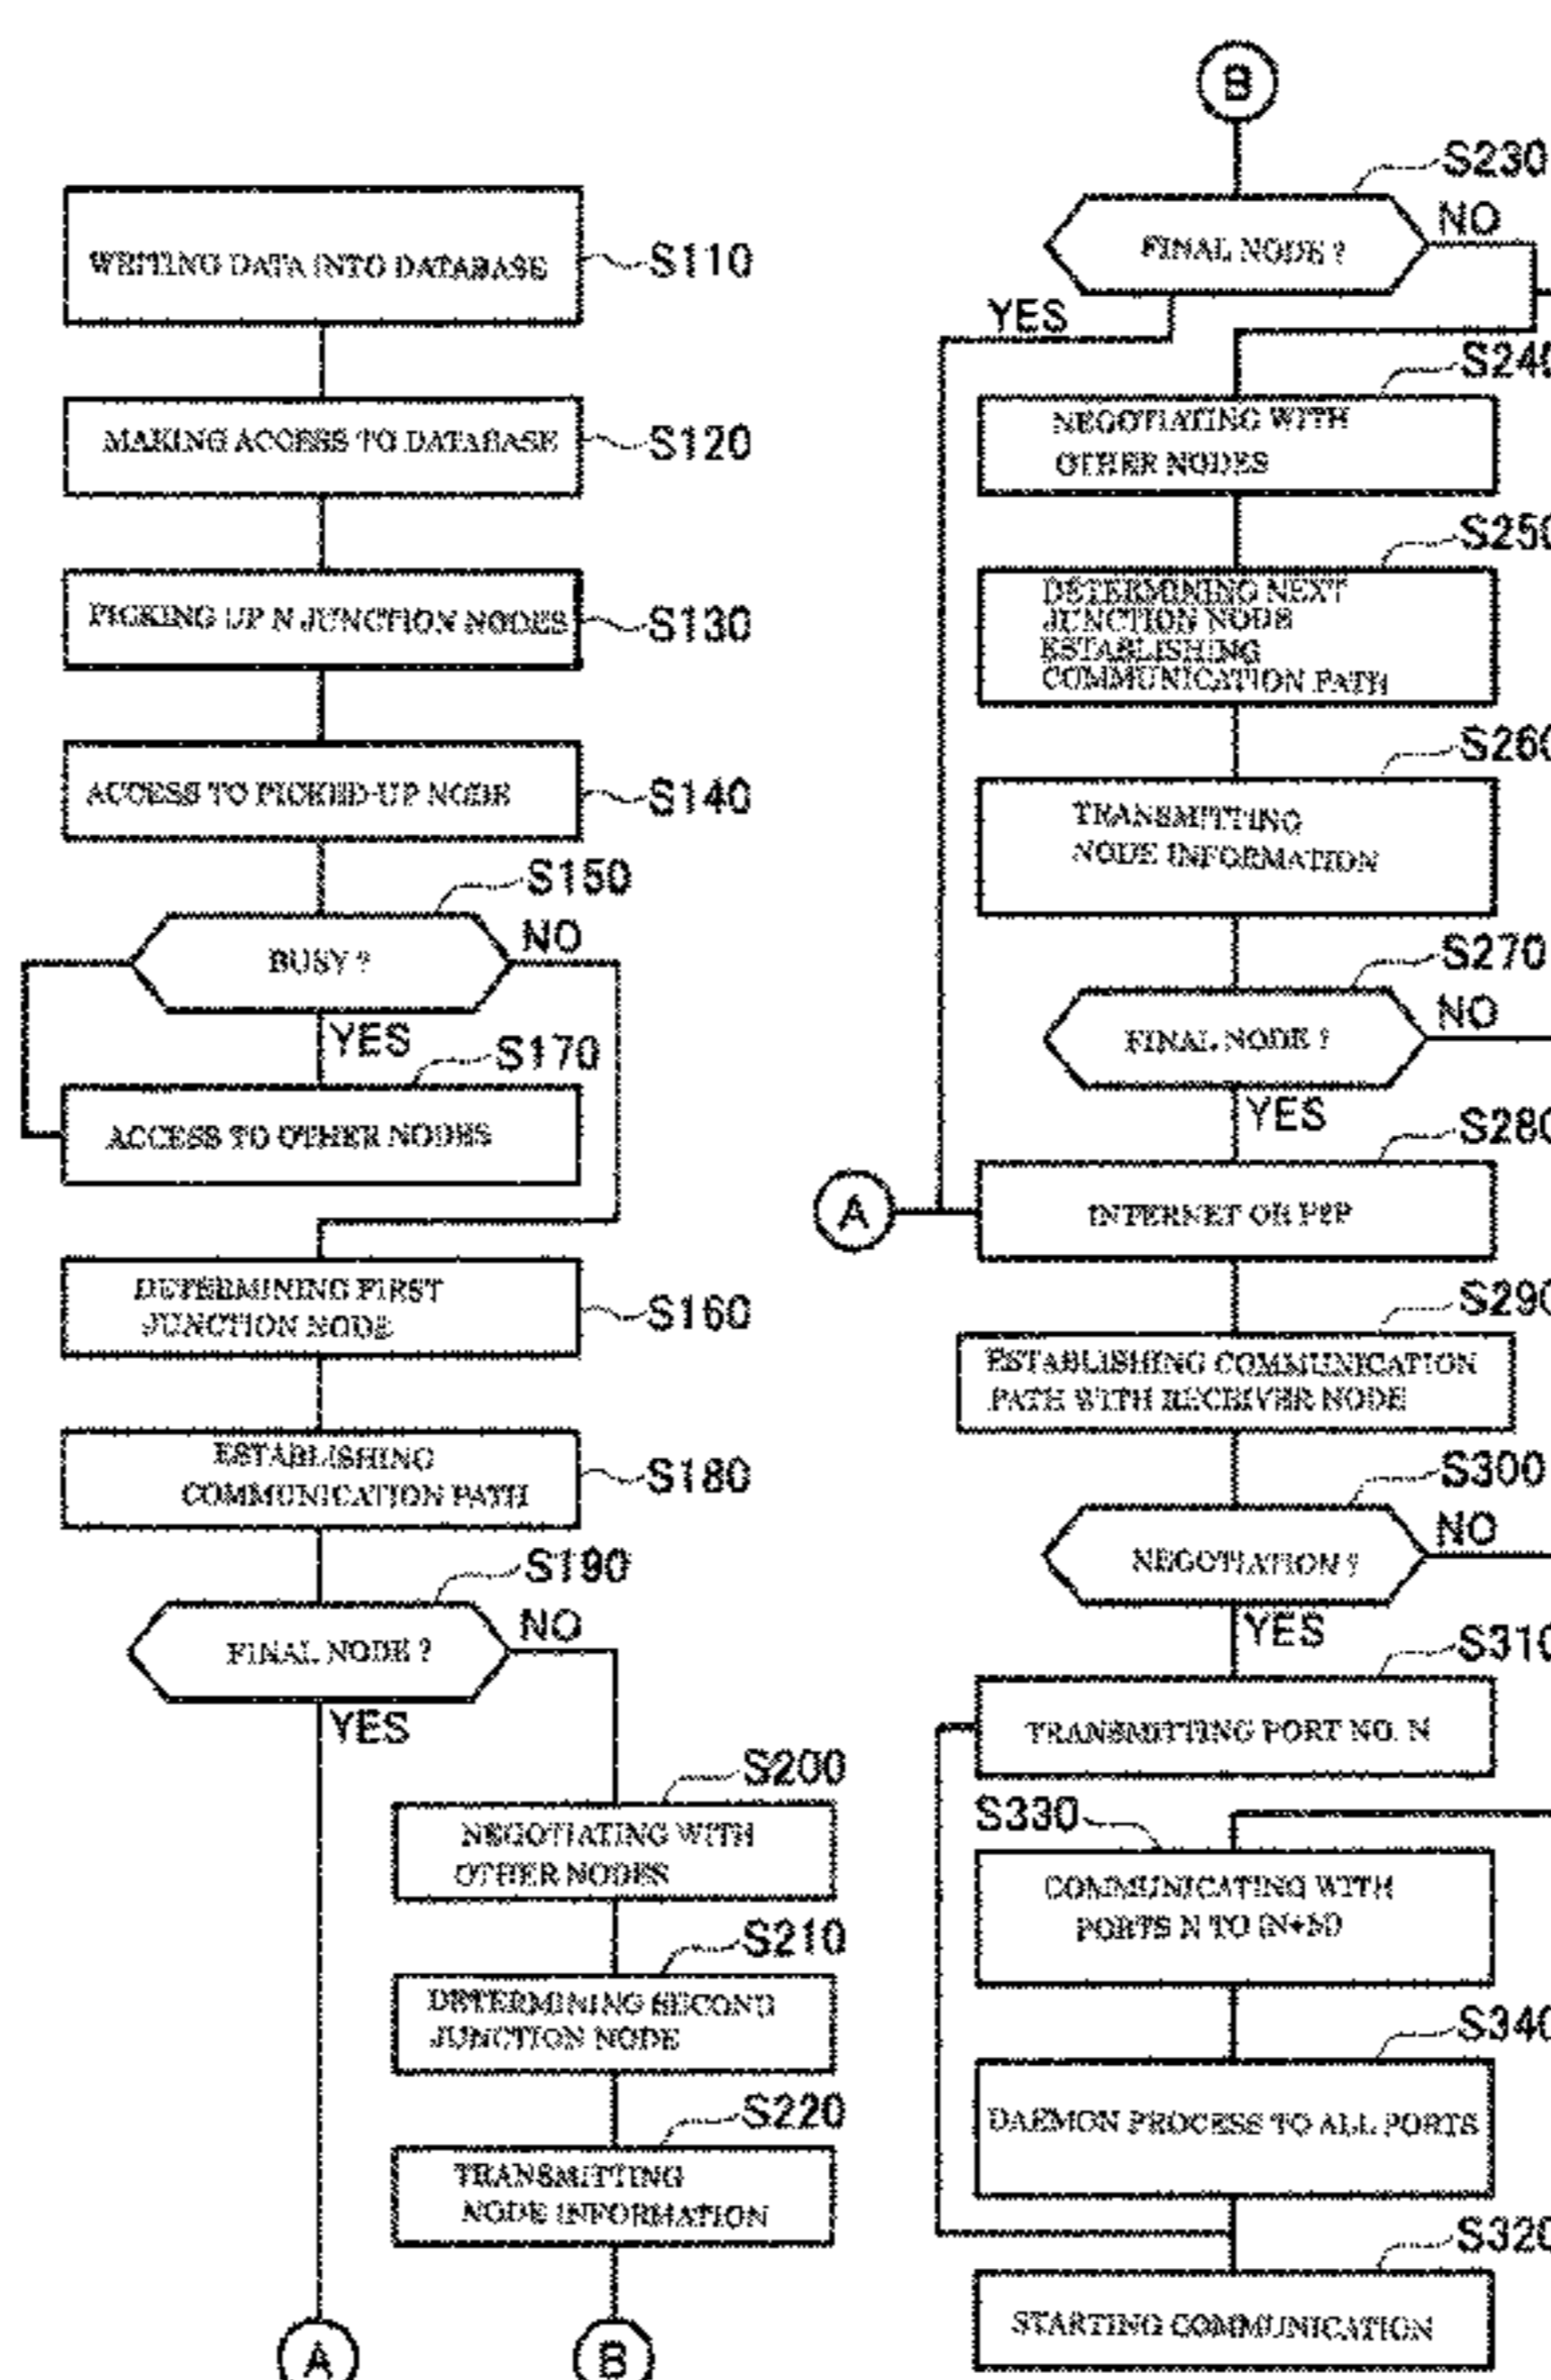 WRITING DATA INTO DATABASE
S110
MAKING ACCESS TO DATABASE
S120
PICKING UP N JUNCTION NODES
S130
ACCESS TO PICKED-UP NODE
S140
S150
BUSY ?
NO
YES
S170
ACCESS TO OTHER NODES
DETERMINING FIRST
JUNCTION NODE
S160
ESTABLISHING
COMMUNICATION PATH
S180
S190
FINAL NODE ?
NO
YES
S200
NEGOTIATING WITH
OTHER NODES
S210
DETERMINING SECOND
JUNCTION NODE
S220
TRANSMITTING
NODE INFORMATION
A
B
B
S230
FINAL NODE ?
NO
YES
S240
NEGOTIATING WITH
OTHER NODES
S250
DETERMINING NEXT
JUNCTION NODE
ESTABLISHING
COMMUNICATION PATH
S260
TRANSMITTING
NODE INFORMATION
S270
FINAL NODE ?
NO
YES
S280
A
INTERNET OR P2P
S290
ESTABLISHING COMMUNICATION
PATH WITH RECEIVER NODE
S300
NEGOTIATION ?
NO
YES
S310
TRANSMITTING PORT NO. N
S330
COMMUNICATING WITH
PORTS N TO (N+M)
S340
DAEMON PROCESS TO ALL PORTS
S320
STARTING COMMUNICATION